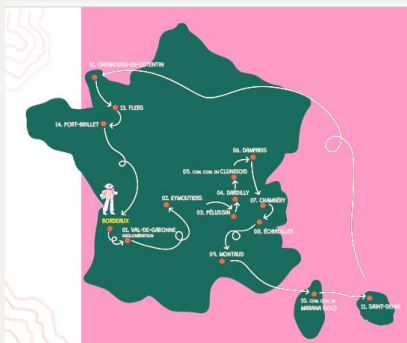 12. CHERBOURG-EN-COTENTIN
13. FLERS
14. PORT-BRILLET
06. DAMPARIS
05. COM. COM. DU CLUNISOIS
04. DARDILLY
02. EYMOUTIERS
07. CHAMBÉRY
03. PÉLUSSIN
BORDEAUX
01. VAL-DE-GARONNE
AGGLOMÉRATION
08. ÉCHIROLLES
09. MONTAUD
10. COM. COM. DE
MARANA GOLO
11. SAINT-DENIS